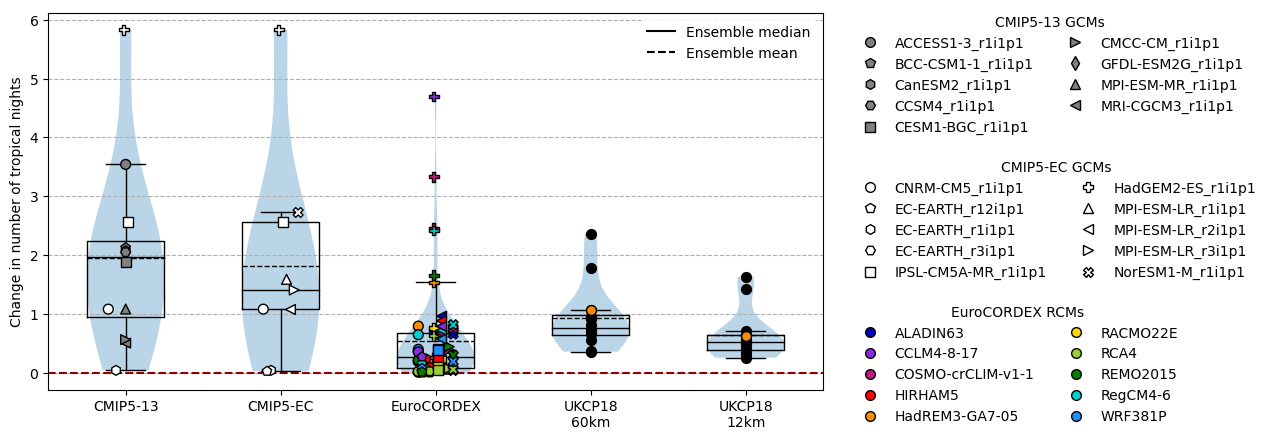 Change in number of tropical nights
6
5
4
3
2
1
0
Ensemble median
Ensemble mean
CMIP5-13
CMIP5-EC
EuroCORDEX
UKCP18
60km
UKCP18
12km
CMIP5-13 GCMs
ACCESS1-3_r1i1p1
BCC-CSM1-1_r1i1p1
CanESM2_r1i1p1
CCSM4_r1i1p1
CESM1-BGC_r1i1p1
CMCC-CM_r1i1p1
GFDL-ESM2G_r1i1p1
MPI-ESM-MR_r1i1p1
MRI-CGCM3_r1i1p1
CMIP5-EC GCMs
CNRM-CM5_r1i1p1
EC-EARTH_r12i1p1
EC-EARTH_r1i1p1
EC-EARTH_r3i1p1
IPSL-CM5A-MR_r1i1p1
HadGEM2-ES_r1i1p1
MPI-ESM-LR_r1i1p1
MPI-ESM-LR_r2i1p1
MPI-ESM-LR_r3i1p1
NorESM1-M_r1i1p1
EuroCORDEX RCMs
ALADIN63
CCLM4-8-17
COSMO-crCLIM-v1-1
HIRHAM5
HadREM3-GA7-05
RACMO22E
RCA4
REMO2015
RegCM4-6
WRF381P